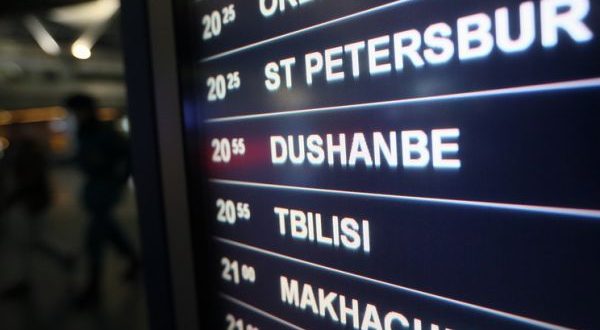 20 25
20 25 ST PETERSBUR
20 55 DUSHANBE
20 55 TBILISI
21 00 MAKHACH